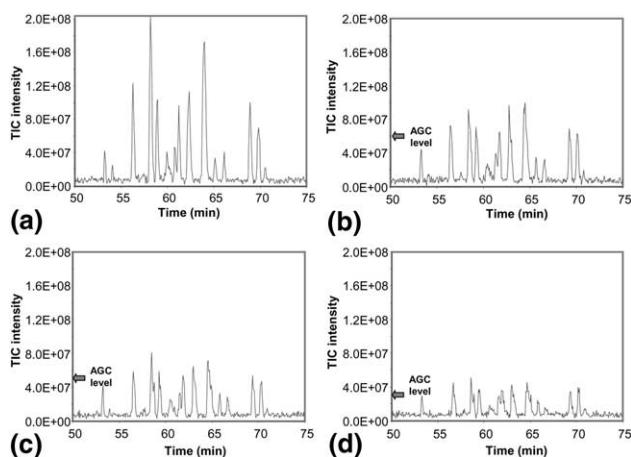 TIC intensity
2.0E+08
1.6E+08
1.2E+08
8.0E+07
4.0E+07
0.0E+00
50 55 60 65 70 75
Time (min)
(a)
TIC intensity
2.0E+08
1.6E+08
1.2E+08
8.0E+07
4.0E+07
0.0E+00
AGC
level
50 55 60 65 70 75
Time (min)
(b)
TIC intensity
2.0E+08
1.6E+08
1.2E+08
8.0E+07
4.0E+07
0.0E+00
AGC
level
50 55 60 65 70 75
Time (min)
(c)
TIC intensity
2.0E+08
1.6E+08
1.2E+08
8.0E+07
4.0E+07
0.0E+00
AGC
level
50 55 60 65 70 75
Time (min)
(d)